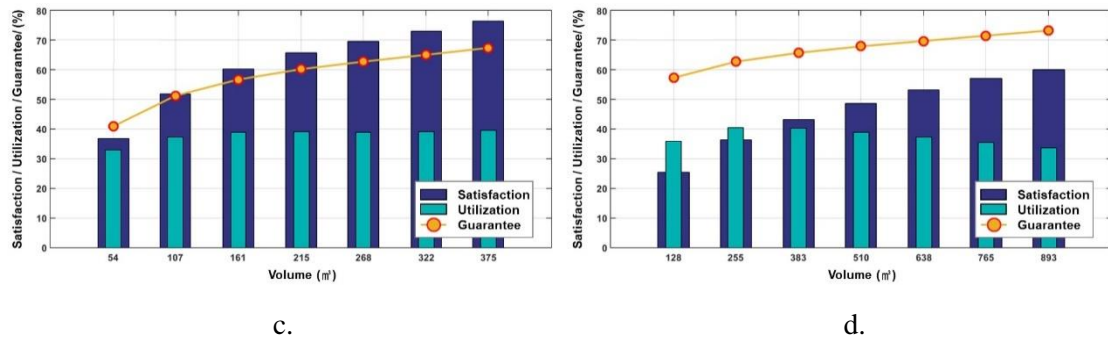 Satisfaction / Utilization / Guarantee/ (%)
80
70
60
50
40
30
20
10
0
54 107 161 215 268 322 375
Volume (㎥)
Satisfaction
Utilization
Guarantee
c.
Satisfaction / Utilization / Guarantee/ (%)
80
70
60
50
40
30
20
10
0
128 255 383 510 638 765 893
Volume (㎥)
Satisfaction
Utilization
Guarantee
d.